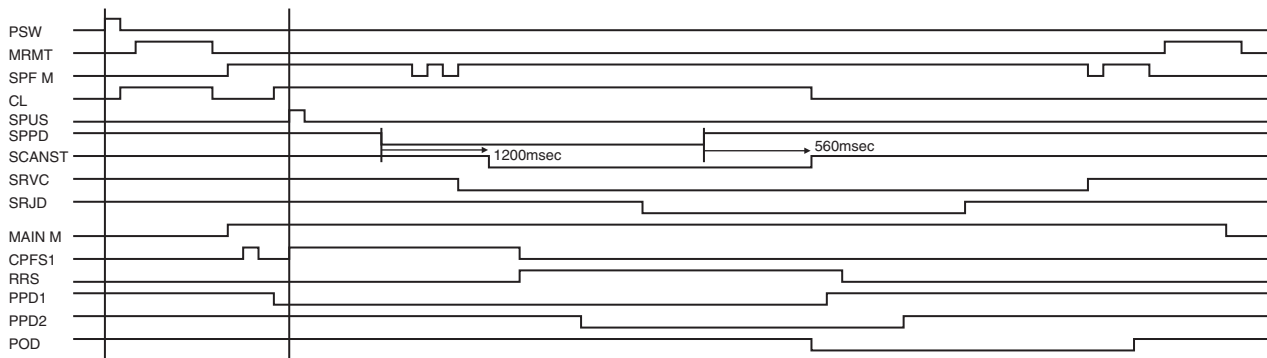 PSW
MRMT
SPF M
CL
SPUS
SPPD
SCANST
1200msec
560msec
SRVC
SRJD
MAIN M
CPFS1
RRS
PPD1
PPD2
POD